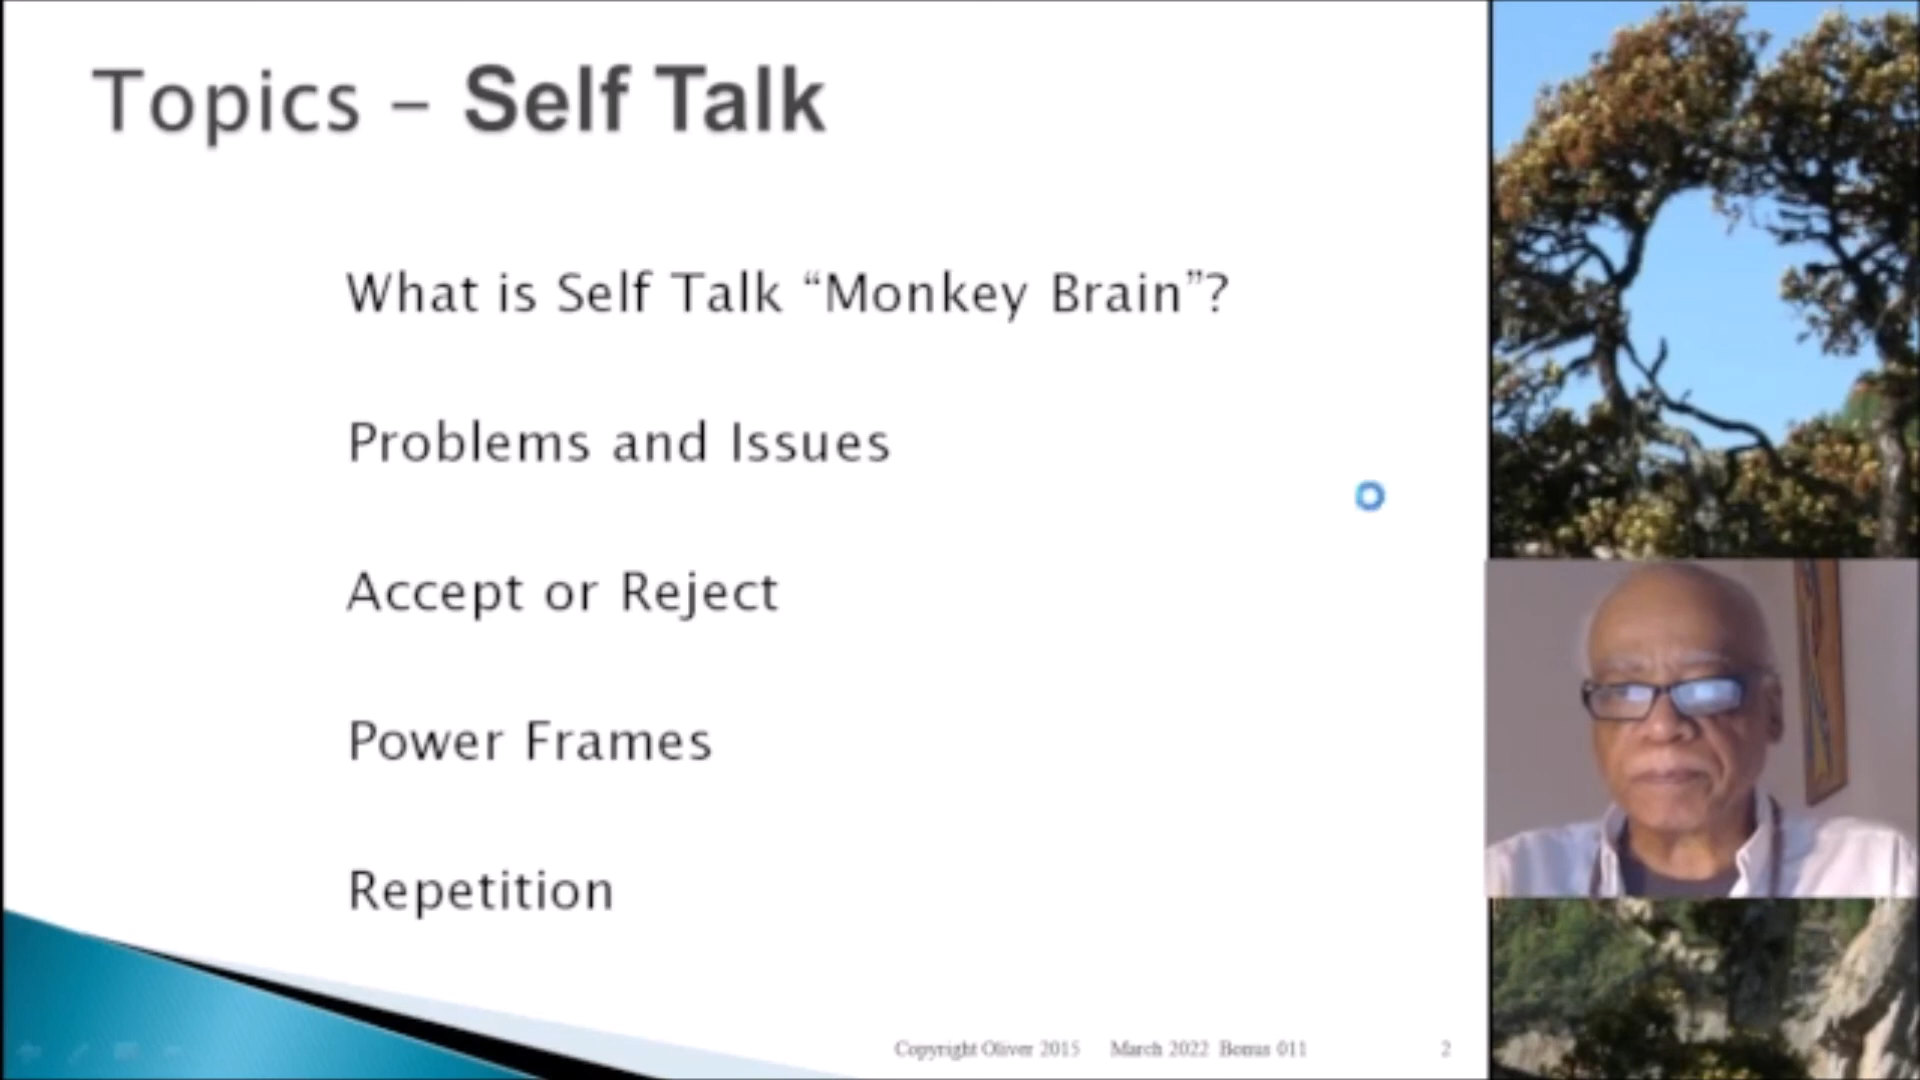 Topics – Self Talk
What is Self Talk “Monkey Brain”?
Problems and Issues
Accept or Reject
Power Frames
Repetition
Copyright Oliver 2015 March 2022 Bonus 011 2